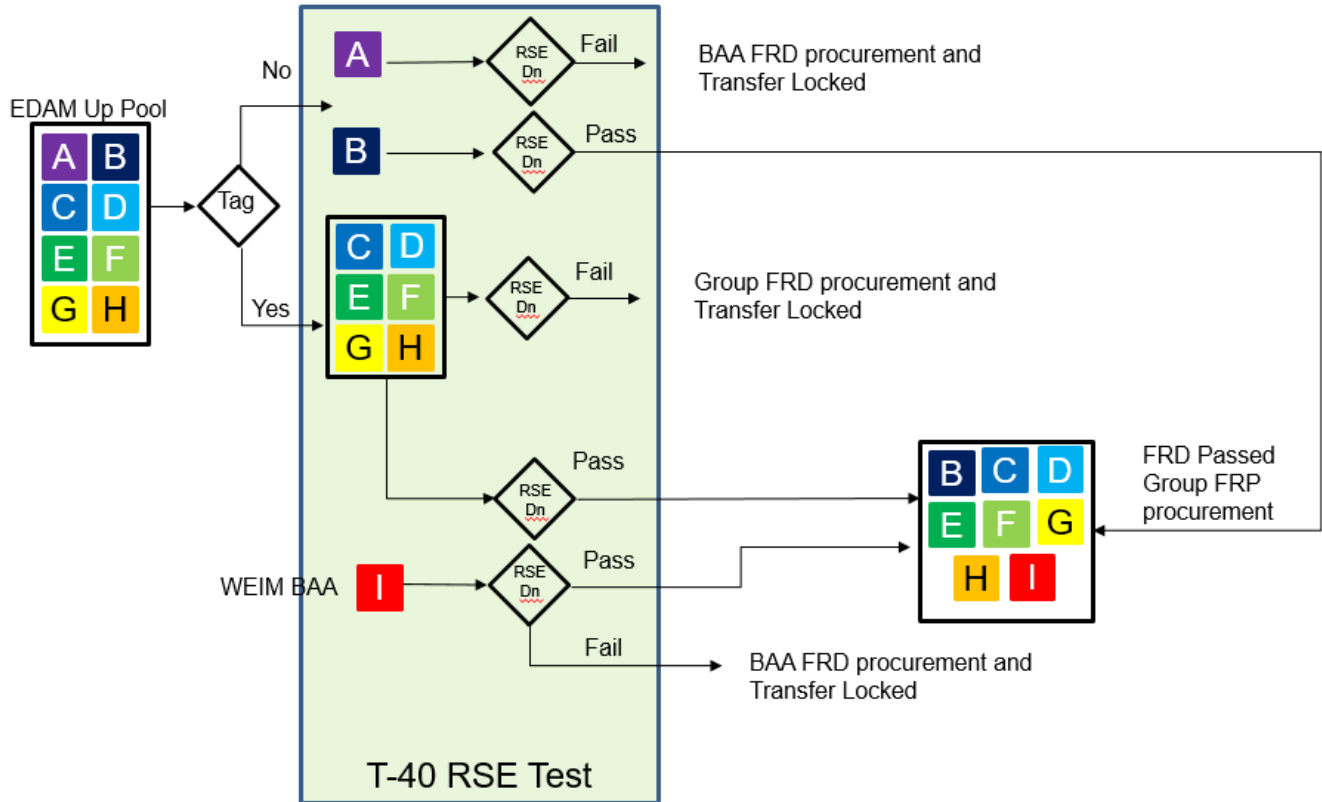 EDAM Up Pool
A B
C D
E F
G H
Tag
No
Yes
A
RSE
Dn
Fail
BAA FRD procurement and
Transfer Locked
B
RSE
Dn
Pass
C D
E F
G H
RSE
Dn
Fail
Group FRD procurement and
Transfer Locked
RSE
Dn
Pass
WEIM BAA
I
RSE
Dn
Pass
Fail
BAA FRD procurement and
Transfer Locked
B C D
E F G
H I
FRD Passed
Group FRP
procurement
T-40 RSE Test